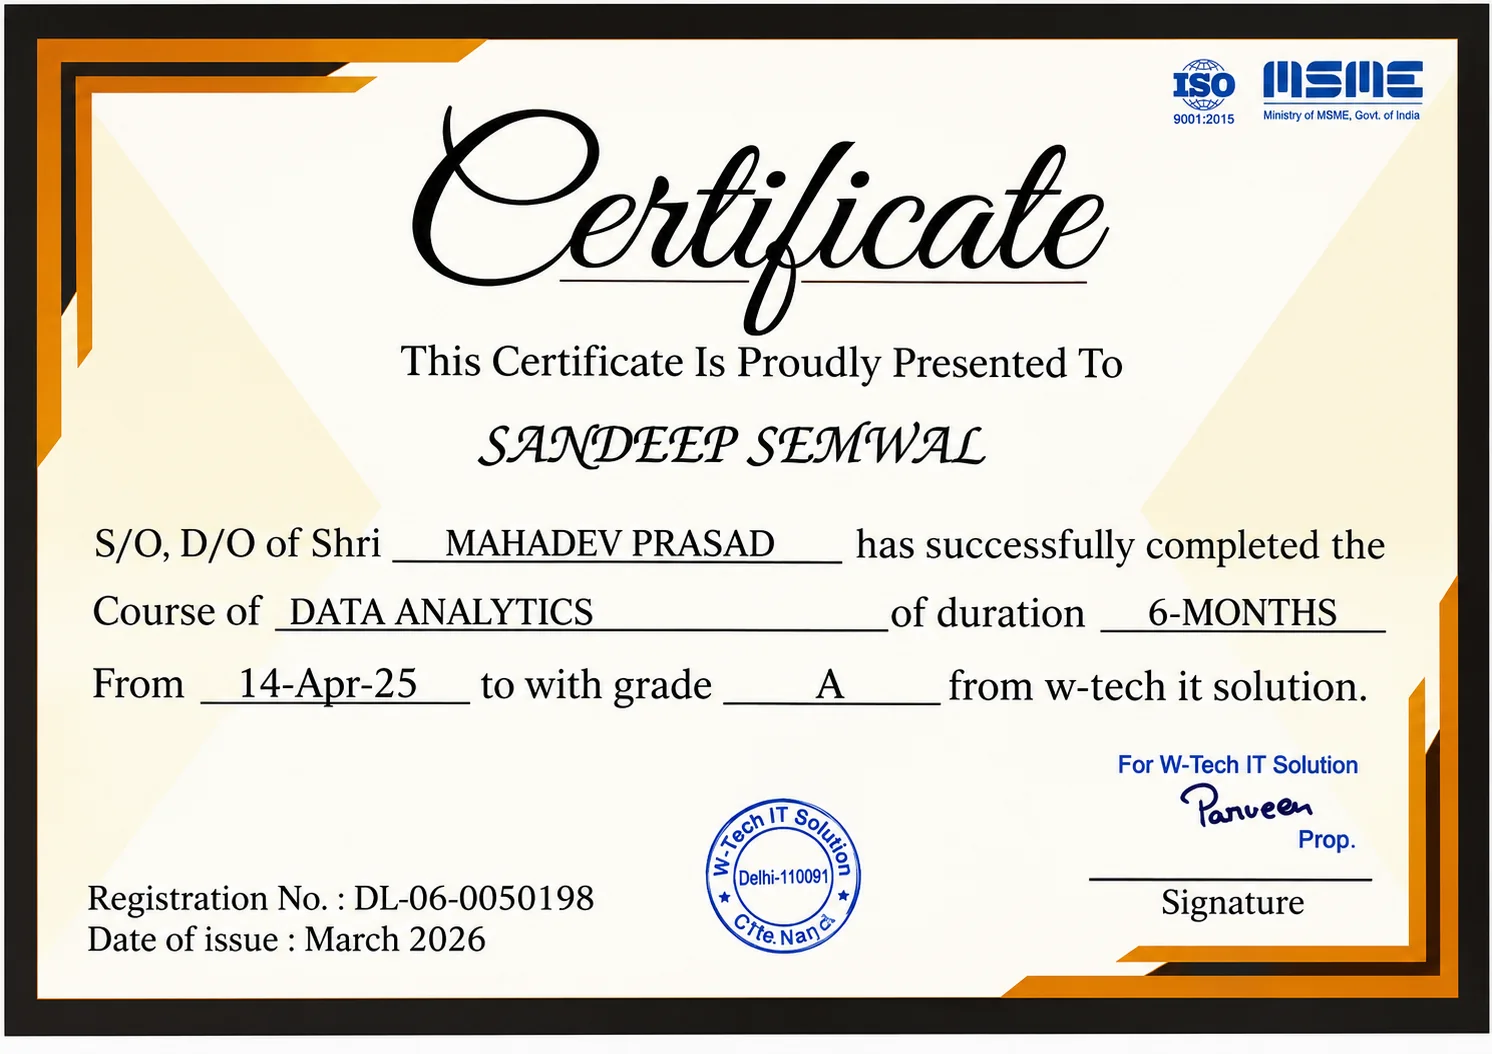 ISO
9001:2015
MSME
Ministry of MSME, Govt. of India
Certificate
This Certificate Is Proudly Presented To
SANDEEP SEMWAL
S/O, D/O of Shri MAHADEV PRASAD has successfully completed the
Course of DATA ANALYTICS of duration 6-MONTHS
From 14-Apr-25 to with grade A from w-tech it solution.
For W-Tech IT Solution
Parveen
Prop.
Signature
W-Tech IT Solution
Delhi-110091
Registration No. : DL-06-0050198
Date of issue : March 2026